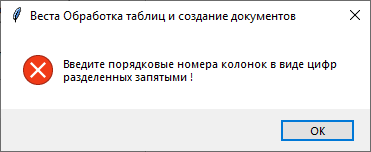 Веста Обработка таблиц и создание документов
Введите порядковые номера колонок в виде цифр
разделенных запятыми !
OK